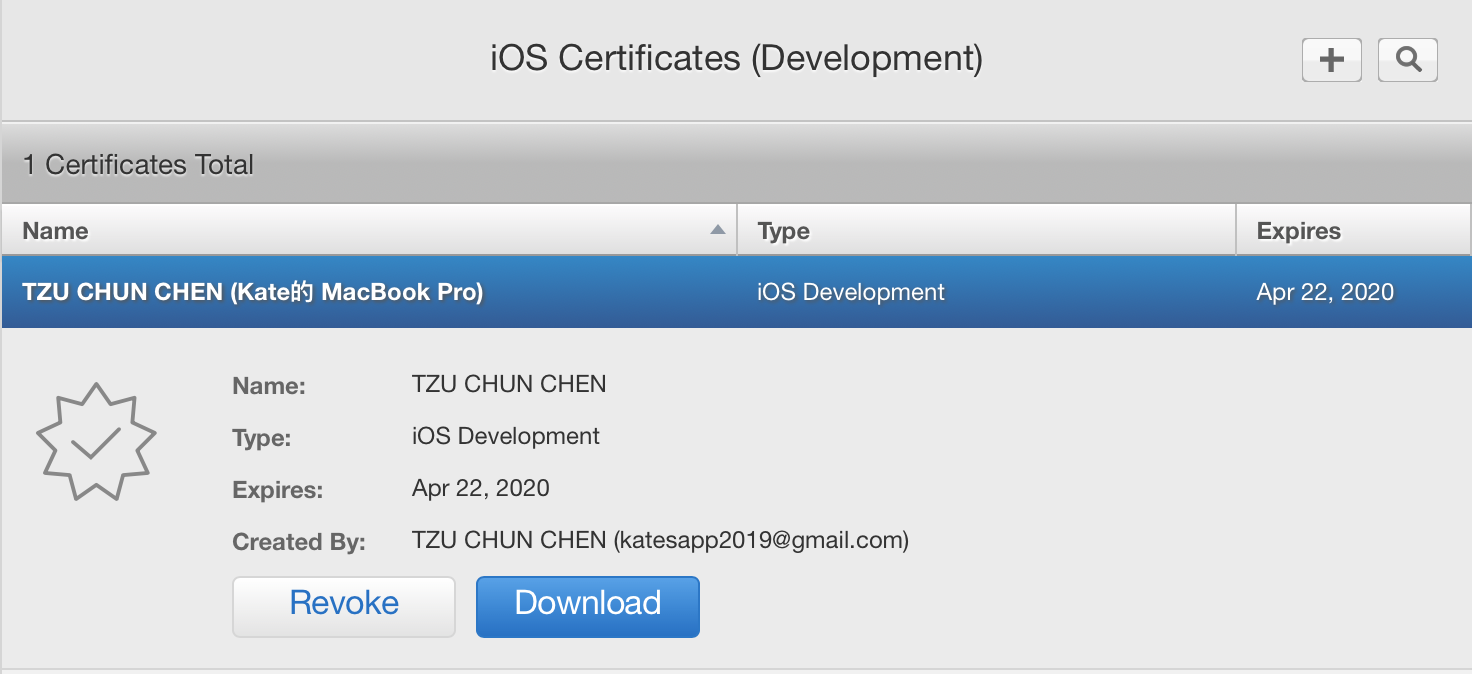 iOS Certificates (Development)
1 Certificates Total
Name Type Expires
TZU CHUN CHEN (Kate的 MacBook Pro) iOS Development Apr 22, 2020
Name: TZU CHUN CHEN
Type: iOS Development
Expires: Apr 22, 2020
Created By: TZU CHUN CHEN (katesapp2019@gmail.com)
Revoke Download